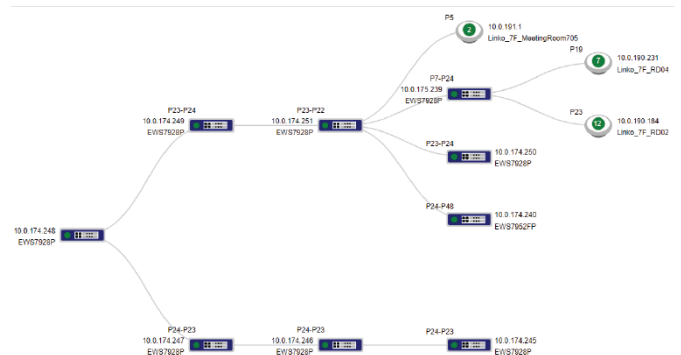 P5
10.0.191.1
Linko_7F_MeetingRoom705
2
P19
10.0.190.231
Linko_7F_RD04
7
P7-P24
10.0.175.239
EWS7928P
P23-P24
10.0.174.249
EWS7928P
P23-P22
10.0.174.251
EWS7928P
P23
10.0.190.184
Linko_7F_RD02
12
P23-P24
10.0.174.250
EWS7928P
P24-P48
10.0.174.240
EWS7952FP
10.0.174.248
EWS7928P
P24-P23
10.0.174.247
EWS7928P
P24-P23
10.0.174.246
EWS7928P
P24-P23
10.0.174.245
EWS7928P